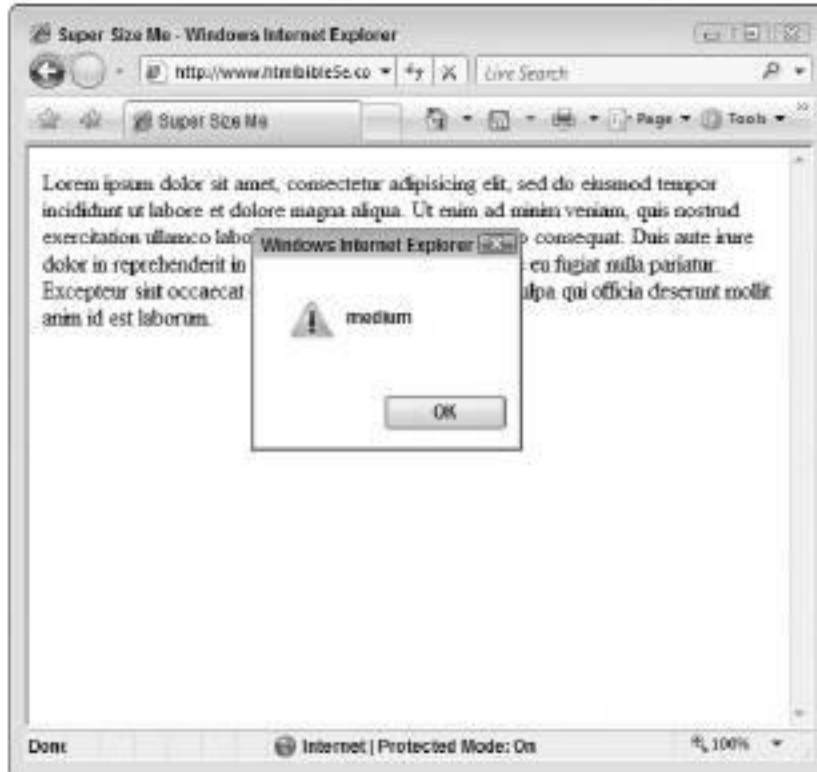 Super Size Me - Windows Internet Explorer
http://www.htmlbible5e.co Live Search
Super Size Me Page Tools
Lorem ipsum dolor sit amet, consectetur adipisicing elit, sed do eiusmod tempor
incididunt ut labore et dolore magna aliqua. Ut enim ad minim veniam, quis nostrud
exercitation ullamco labo consequat. Duis aute irure
dolor in reprehenderit in eu fugiat nulla pariatur.
Excepteur sint occaecat ulpa qui officia deserunt mollit
anim id est laborum.
Windows Internet Explorer
medium
OK
Done Internet | Protected Mode: On 100%